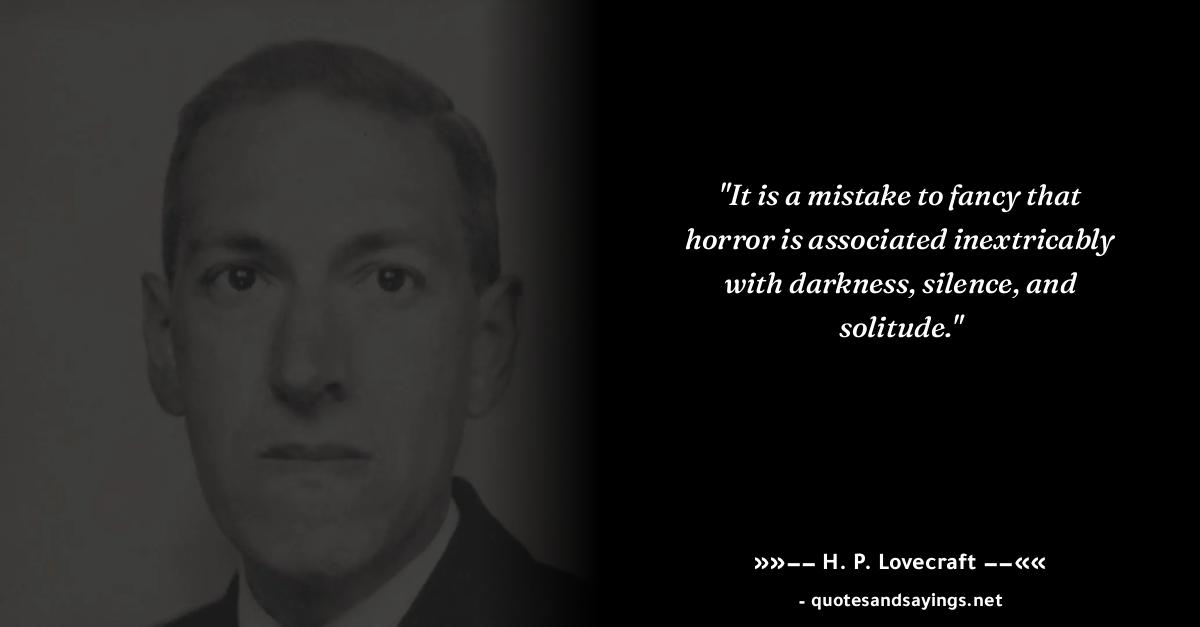 "It is a mistake to fancy that
horror is associated inextricably
with darkness, silence, and
solitude."
»»−− H. P. Lovecraft −−««
- quotesandsayings.net